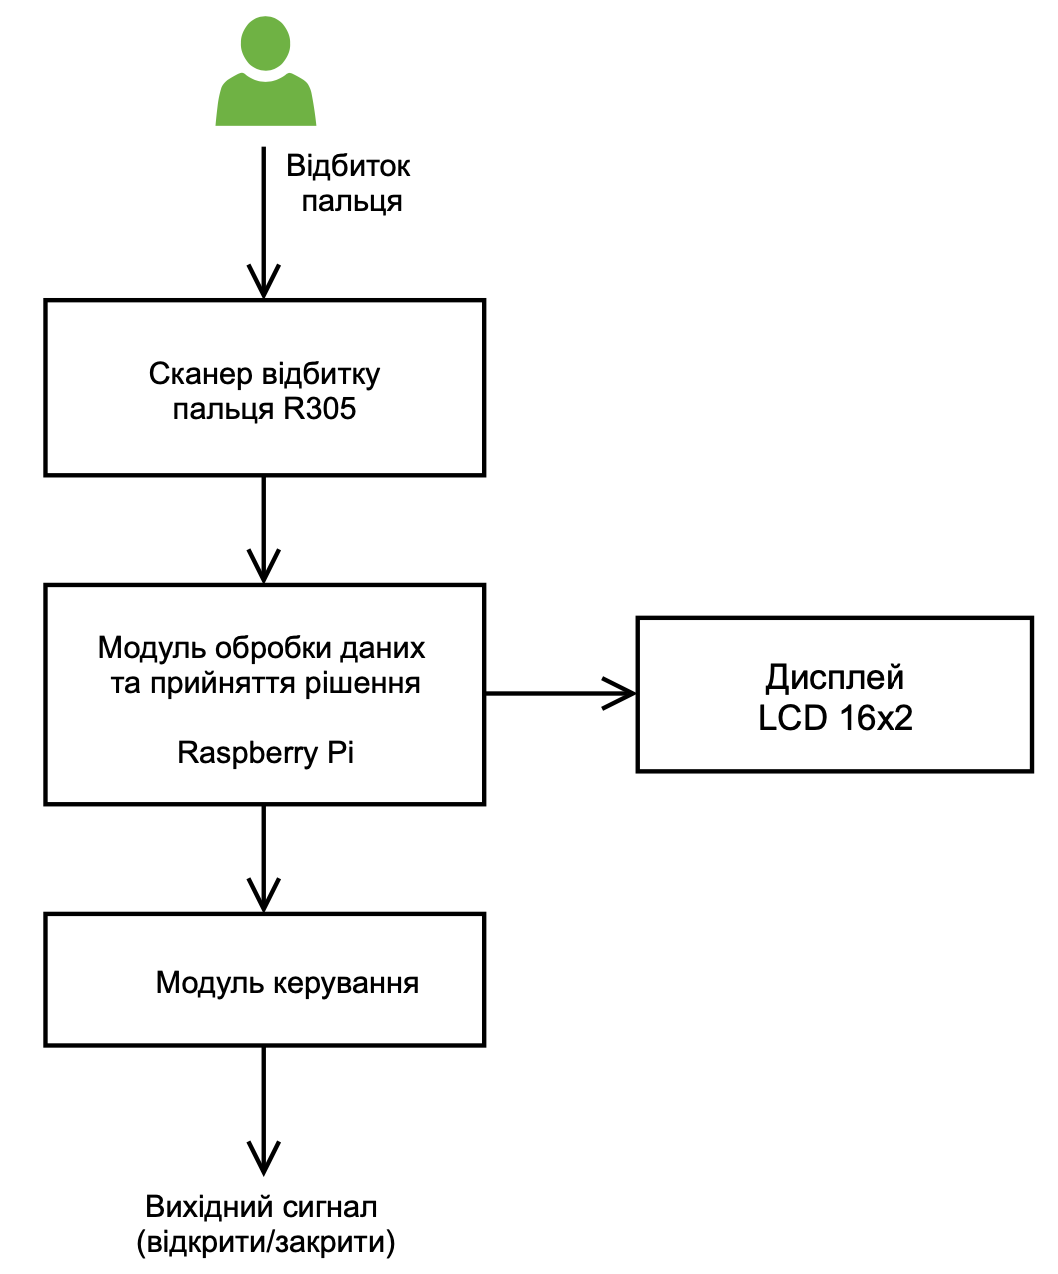 Відбиток
пальця
Сканер відбитку
пальця R305
Модуль обробки даних
та прийняття рішення
Raspberry Pi
Дисплей
LCD 16x2
Модуль керування
Вихідний сигнал
(відкрити/закрити)